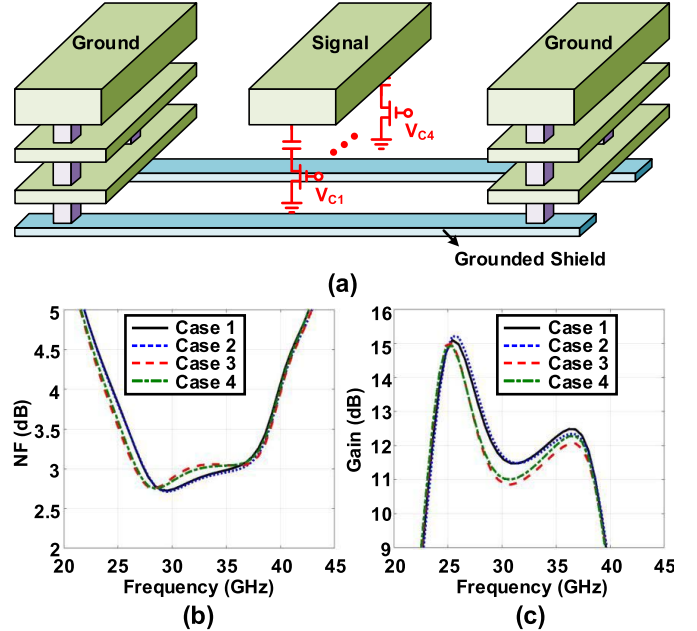 Ground
Signal
Ground
VC4
VC1
Grounded Shield
(a)
5
4.5
4
3.5
3
2.5
2
NF (dB)
Case 1
Case 2
Case 3
Case 4
20 25 30 35 40 45
Frequency (GHz)
(b)
16
15
14
13
12
11
10
9
Gain (dB)
Case 1
Case 2
Case 3
Case 4
20 25 30 35 40 45
Frequency (GHz)
(c)